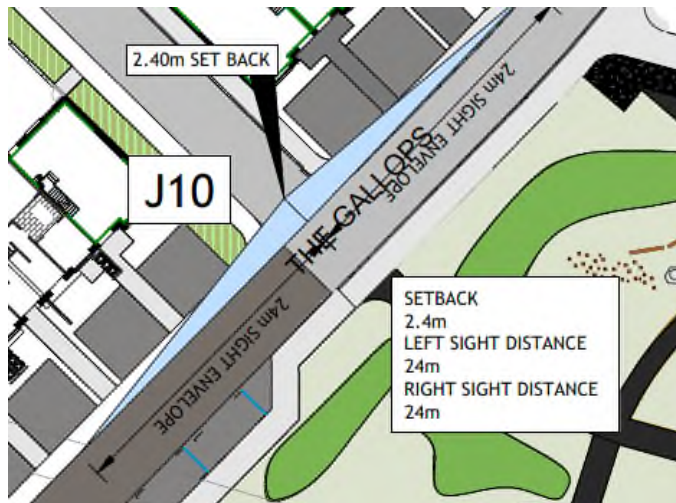 2.40m SET BACK
24m SIGHT ENVELOPE
THE GALLOPS
J10
24m SIGHT ENVELOPE
SETBACK
2.4m
LEFT SIGHT DISTANCE
24m
RIGHT SIGHT DISTANCE
24m